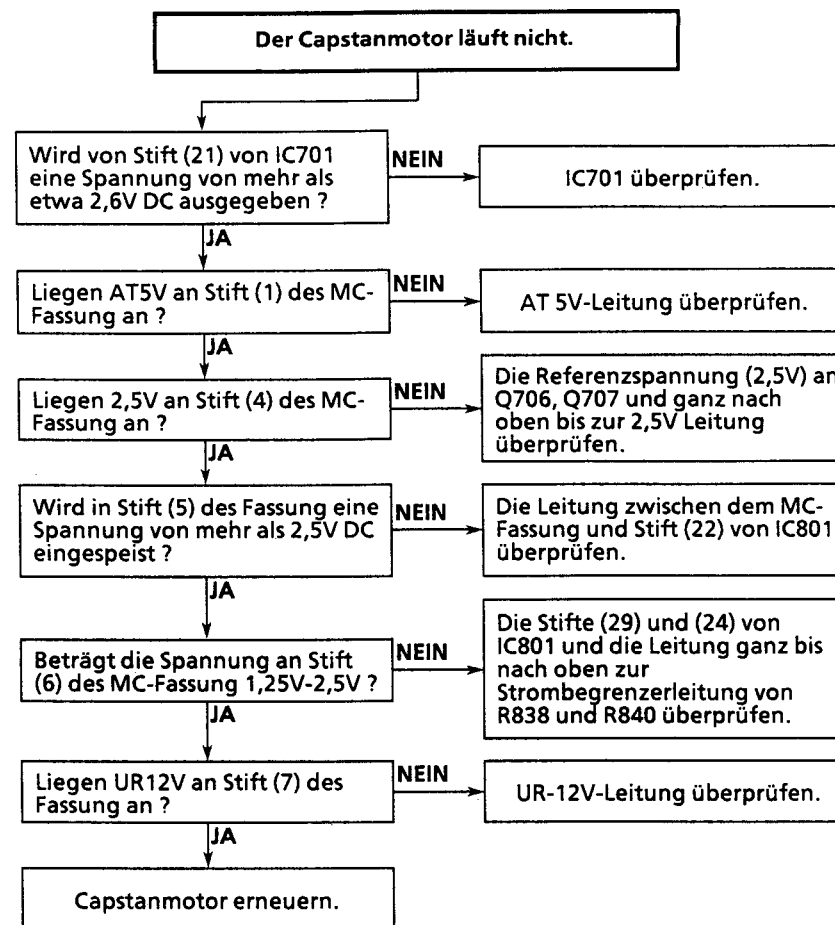 Der Capstanmotor läuft nicht.
Wird von Stift (21) von IC701
eine Spannung von mehr als
etwa 2,6V DC ausgegeben ?
NEIN
IC701 überprüfen.
JA
Liegen AT5V an Stift (1) des MC-
Fassung an ?
NEIN
AT 5V-Leitung überprüfen.
JA
Liegen 2,5V an Stift (4) des MC-
Fassung an ?
NEIN
Die Referenzspannung (2,5V) an
Q706, Q707 und ganz nach
oben bis zur 2,5V Leitung
überprüfen.
JA
Wird in Stift (5) des Fassung eine
Spannung von mehr als 2,5V DC
eingespeist ?
NEIN
Die Leitung zwischen dem MC-
Fassung und Stift (22) von IC801
überprüfen.
JA
Beträgt die Spannung an Stift
(6) des MC-Fassung 1,25V-2,5V ?
NEIN
Die Stifte (29) und (24) von
IC801 und die Leitung ganz bis
nach oben zur
Strombegrenzerleitung von
R838 und R840 überprüfen.
JA
Liegen UR12V an Stift (7) des
Fassung an ?
NEIN
UR-12V-Leitung überprüfen.
JA
Capstanmotor erneuern.